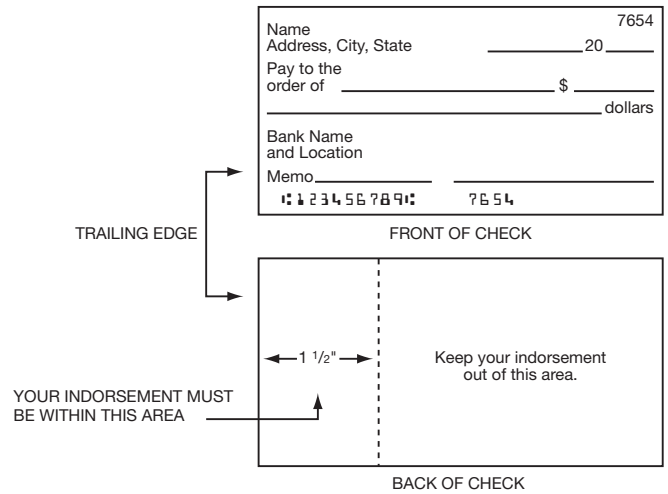 7654
Name
Address, City, State 20
Pay to the
order of $
dollars
Bank Name
and Location
Memo
⑆123456789⑆ 7654
TRAILING EDGE
FRONT OF CHECK
1 1/2"
Keep your indorsement
out of this area.
YOUR INDORSEMENT MUST
BE WITHIN THIS AREA
BACK OF CHECK